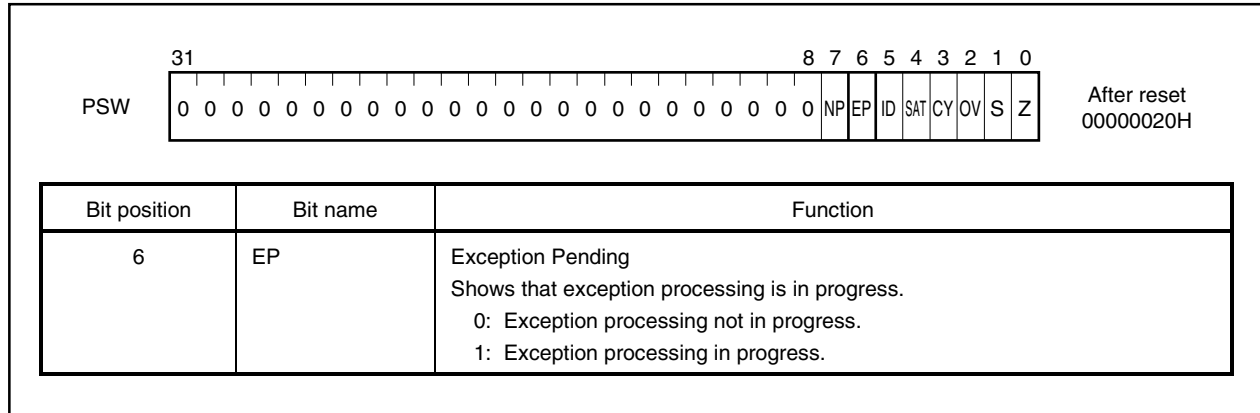 31 8 7 6 5 4 3 2 1 0
PSW 0 0 0 0 0 0 0 0 0 0 0 0 0 0 0 0 0 0 0 0 0 0 0 0 NP EP ID SAT CY OV S Z
After reset
00000020H
Bit position Bit name Function
6 EP Exception Pending
Shows that exception processing is in progress.
0: Exception processing not in progress.
1: Exception processing in progress.